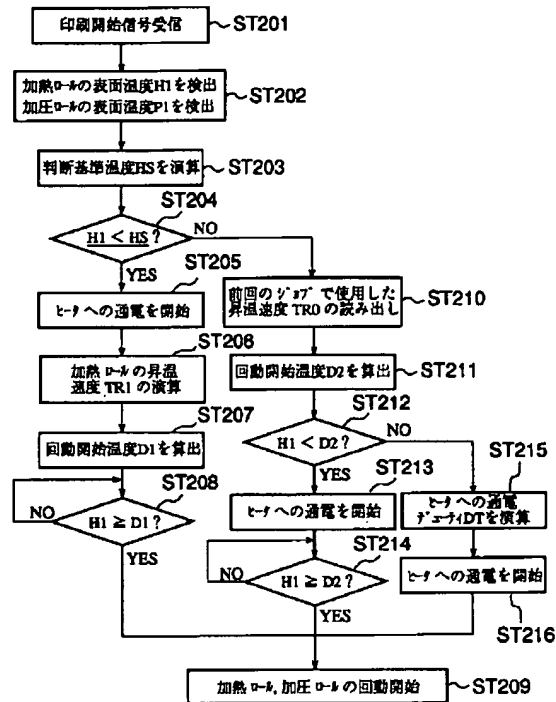 印刷開始信号受信
ST201
加熱ロールの表面温度H1を検出
加圧ロールの表面温度P1を検出
ST202
判断基準温度HSを演算
ST203
ST204
H1 < HS ?
NO
YES
ST205
ヒータへの通電を開始
前回のジョブで使用した
昇温速度 TR0 の読み出し
ST210
ST206
加熱ロールの昇温
速度 TR1 の演算
回動開始温度D2を算出
ST211
ST207
回動開始温度D1を算出
ST212
H1 < D2 ?
NO
YES
ST208
H1 ≧ D1 ?
NO
YES
ST213
ヒータへの通電を開始
ST215
ヒータへの通電
デューティDTを演算
ST214
H1 ≧ D2 ?
NO
YES
ヒータへの通電を開始
ST216
加熱ロール,加圧ロールの回動開始
ST209